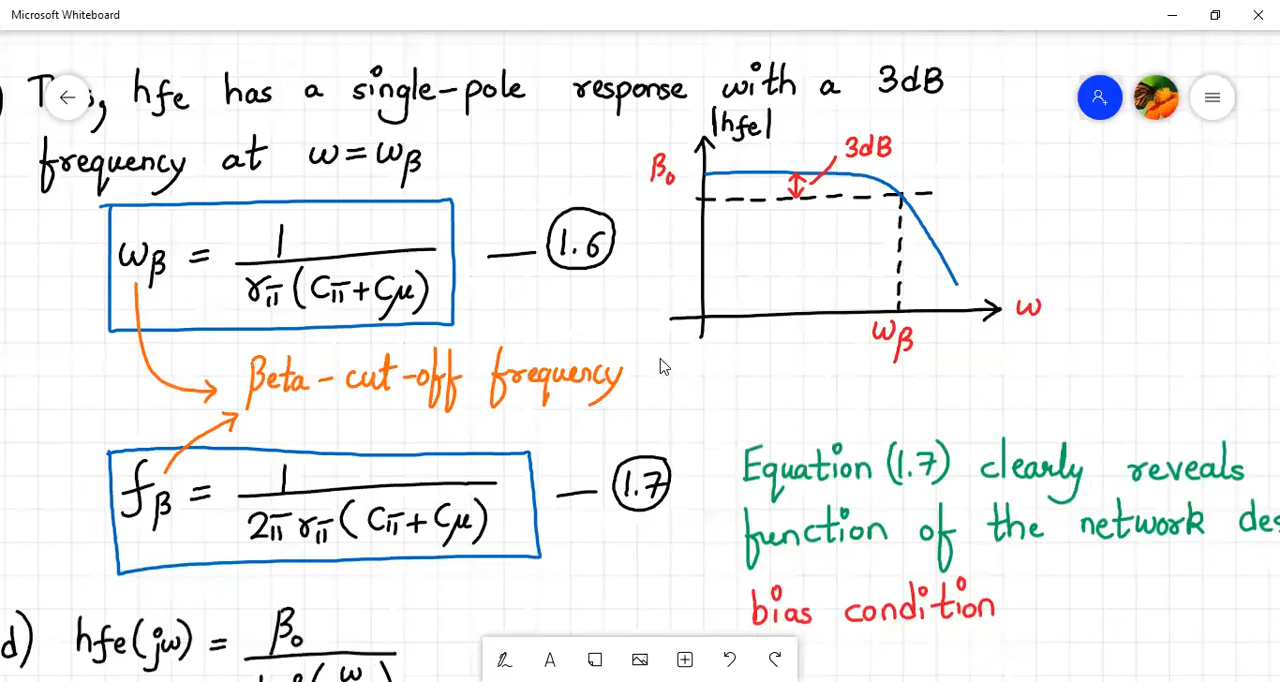 Microsoft Whiteboard
hfe has a single-pole response with a 3dB
frequency at ω = ωβ
ωβ = 1 / rπ (Cπ + Cμ) — (1.6)
|hfe|
β₀
3dB
ω
ωβ
Beta-cut-off frequency
fβ = 1 / 2π rπ (Cπ + Cμ) — (1.7)
Equation (1.7) clearly reveals
function of the network des
bias condition
d) hfe(jω) = β₀